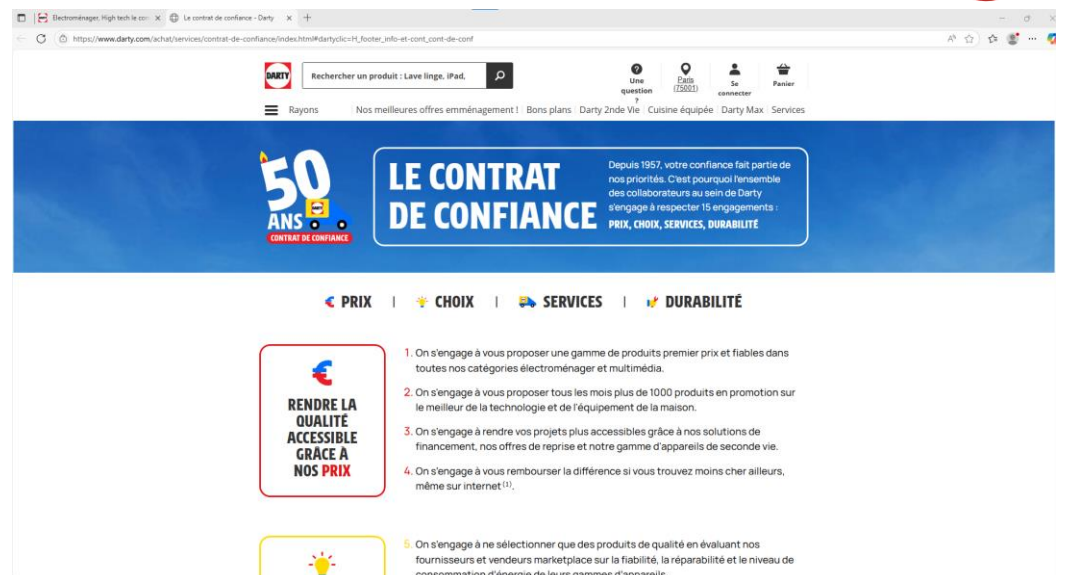 Electroménager, High tech le con
Le contrat de confiance - Darty
https://www.darty.com/achat/services/contrat-de-confiance/index.html#dartyclic=H_footer_info-et-cont_cont-de-conf
DARTY
Rechercher un produit : Lave linge, iPad,
Une question ?
Paris (75001)
Se connecter
Panier
Rayons
Nos meilleures offres emménagement !
Bons plans
Darty 2nde Vie
Cuisine équipée
Darty Max
Services
50
ANS
CONTRAT DE CONFIANCE
LE CONTRAT
DE CONFIANCE
Depuis 1957, votre confiance fait partie de
nos priorités. C'est pourquoi l'ensemble
des collaborateurs au sein de Darty
s'engage à respecter 15 engagements :
PRIX, CHOIX, SERVICES, DURABILITÉ
€ PRIX | CHOIX | SERVICES | DURABILITÉ
€
RENDRE LA
QUALITÉ
ACCESSIBLE
GRÂCE À
NOS PRIX
1. On s'engage à vous proposer une gamme de produits premier prix et fiables dans
toutes nos catégories électroménager et multimédia.
2. On s'engage à vous proposer tous les mois plus de 1000 produits en promotion sur
le meilleur de la technologie et de l'équipement de la maison.
3. On s'engage à rendre vos projets plus accessibles grâce à nos solutions de
financement, nos offres de reprise et notre gamme d'appareils de seconde vie.
4. On s'engage à vous rembourser la différence si vous trouvez moins cher ailleurs,
même sur internet (1).
5. On s'engage à ne sélectionner que des produits de qualité en évaluant nos
fournisseurs et vendeurs marketplace sur la fiabilité, la réparabilité et le niveau de
consommation d'énergie de leurs gammes d'appareils.